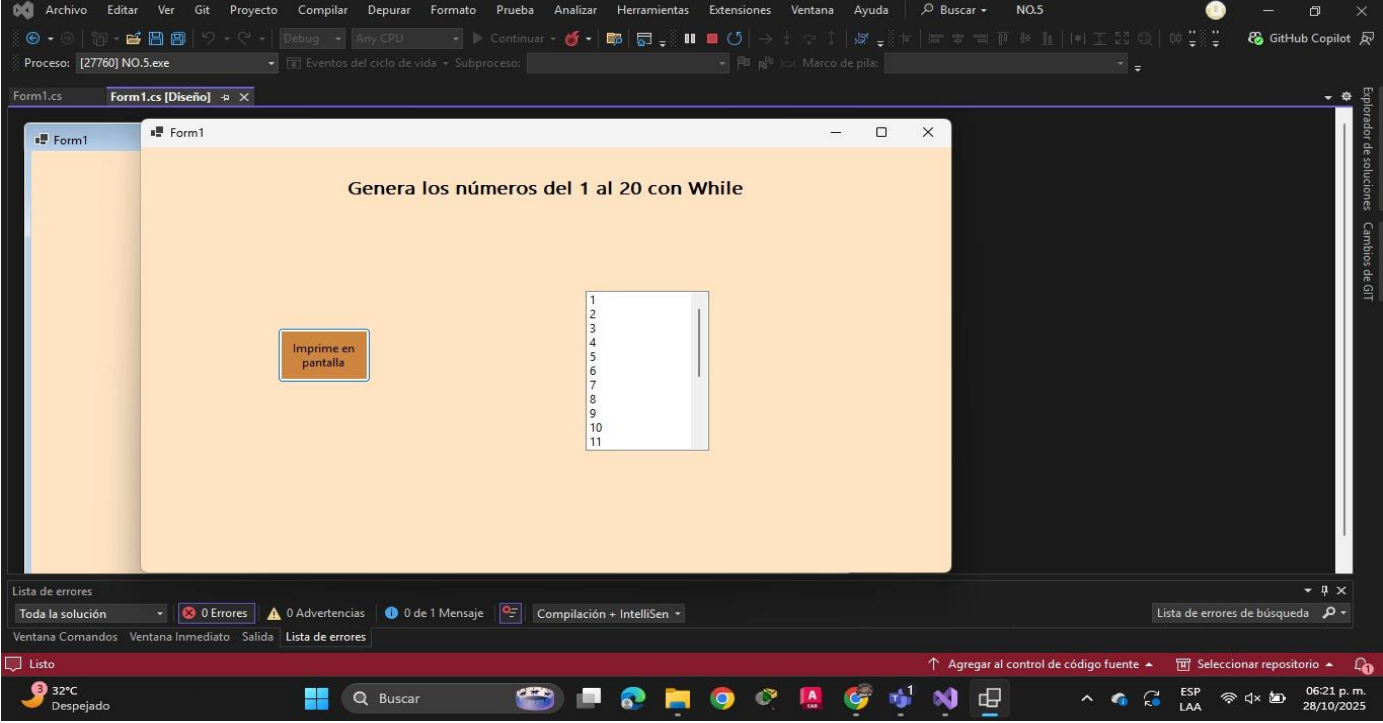 Archivo Editar Ver Git Proyecto Compilar Depurar Formato Prueba Analizar Herramientas Extensiones Ventana Ayuda Buscar NO.5
Debug Any CPU Continuar GitHub Copilot
Proceso: [27760] NO.5.exe Eventos del ciclo de vida Subproceso: Marco de pila:
Form1.cs Form1.cs [Diseño]
Form1
Form1
Genera los números del 1 al 20 con While
Imprime en
pantalla
1
2
3
4
5
6
7
8
9
10
11
Explorador de soluciones
Cambios de GIT
Lista de errores
Toda la solución 0 Errores 0 Advertencias 0 de 1 Mensaje Compilación + IntelliSen Lista de errores de búsqueda
Ventana Comandos Ventana Inmediato Salida Lista de errores
Listo Agregar al control de código fuente Seleccionar repositorio 1
3 32°C
Despejado
Buscar
A
CAD
1
ESP
LAA
06:21 p. m.
28/10/2025